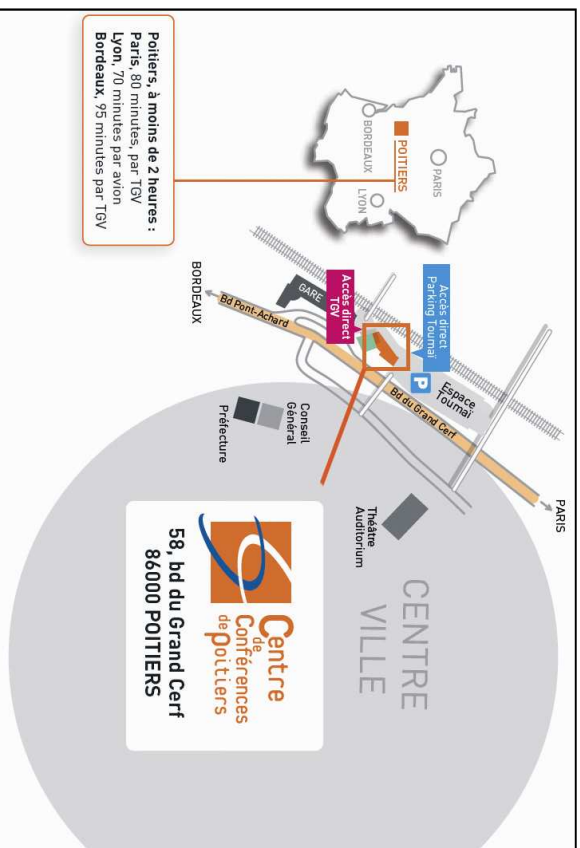 PARIS
POITIERS
BORDEAUX
LYON
Poitiers, à moins de 2 heures :
Paris, 80 minutes, par TGV
Lyon, 70 minutes par avion
Bordeaux, 95 minutes par TGV
PARIS
Accès direct
Parking Toumaï
Espace
Toumaï
P
Accès direct
TGV
GARE
Bd du Grand Cerf
Bd Pont-Achard
BORDEAUX
Théâtre
Auditorium
Conseil
Général
Préfecture
CENTRE
VILLE
Centre
de
Conférences
de Poitiers
58, bd du Grand Cerf
86000 POITIERS